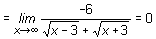 = lim x→∞ -6 / (√(x - 3) + √(x + 3)) = 0